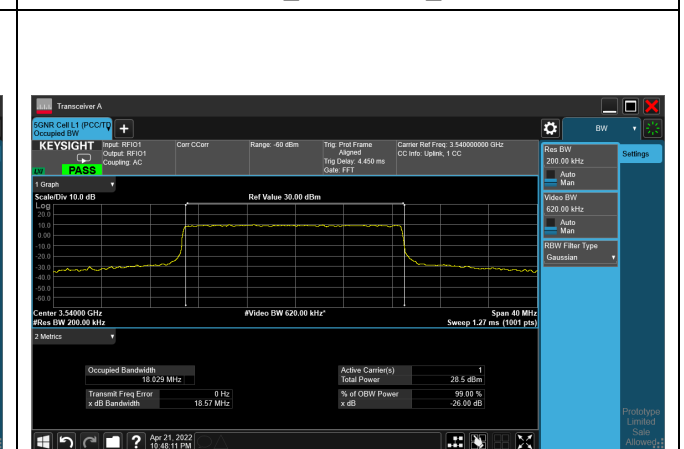 Transceiver A
5GNR Cell L1 (PCC/TD
Occupied BW
+
BW
KEYSIGHT
Input: RFIO1
Output: RFIO1
Coupling: AC
Corr CCorr
Range: -60 dBm
Trig: Prot Frame
Aligned
Trig Delay: 4.450 ms
Gate: FFT
Carrier Ref Freq: 3.540000000 GHz
CC Info: Uplink, 1 CC
PASS
Res BW
200.00 kHz
Auto
Man
Settings
Video BW
620.00 kHz
Auto
Man
RBW Filter Type
Gaussian
1 Graph
Scale/Div 10.0 dB
Ref Value 30.00 dBm
Log
20.0
10.0
0.00
-10.0
-20.0
-30.0
-40.0
-50.0
-60.0
Center 3.54000 GHz
#Video BW 620.00 kHz*
Span 40 MHz
#Res BW 200.00 kHz
Sweep 1.27 ms (1001 pts)
2 Metrics
Occupied Bandwidth
18.029 MHz
Active Carrier(s) 1
Total Power 28.5 dBm
Transmit Freq Error 0 Hz
x dB Bandwidth 18.57 MHz
% of OBW Power 99.00 %
x dB -26.00 dB
Prototype
Limited
Sale
Allowed
?
Apr 21, 2022
10:48:11 PM